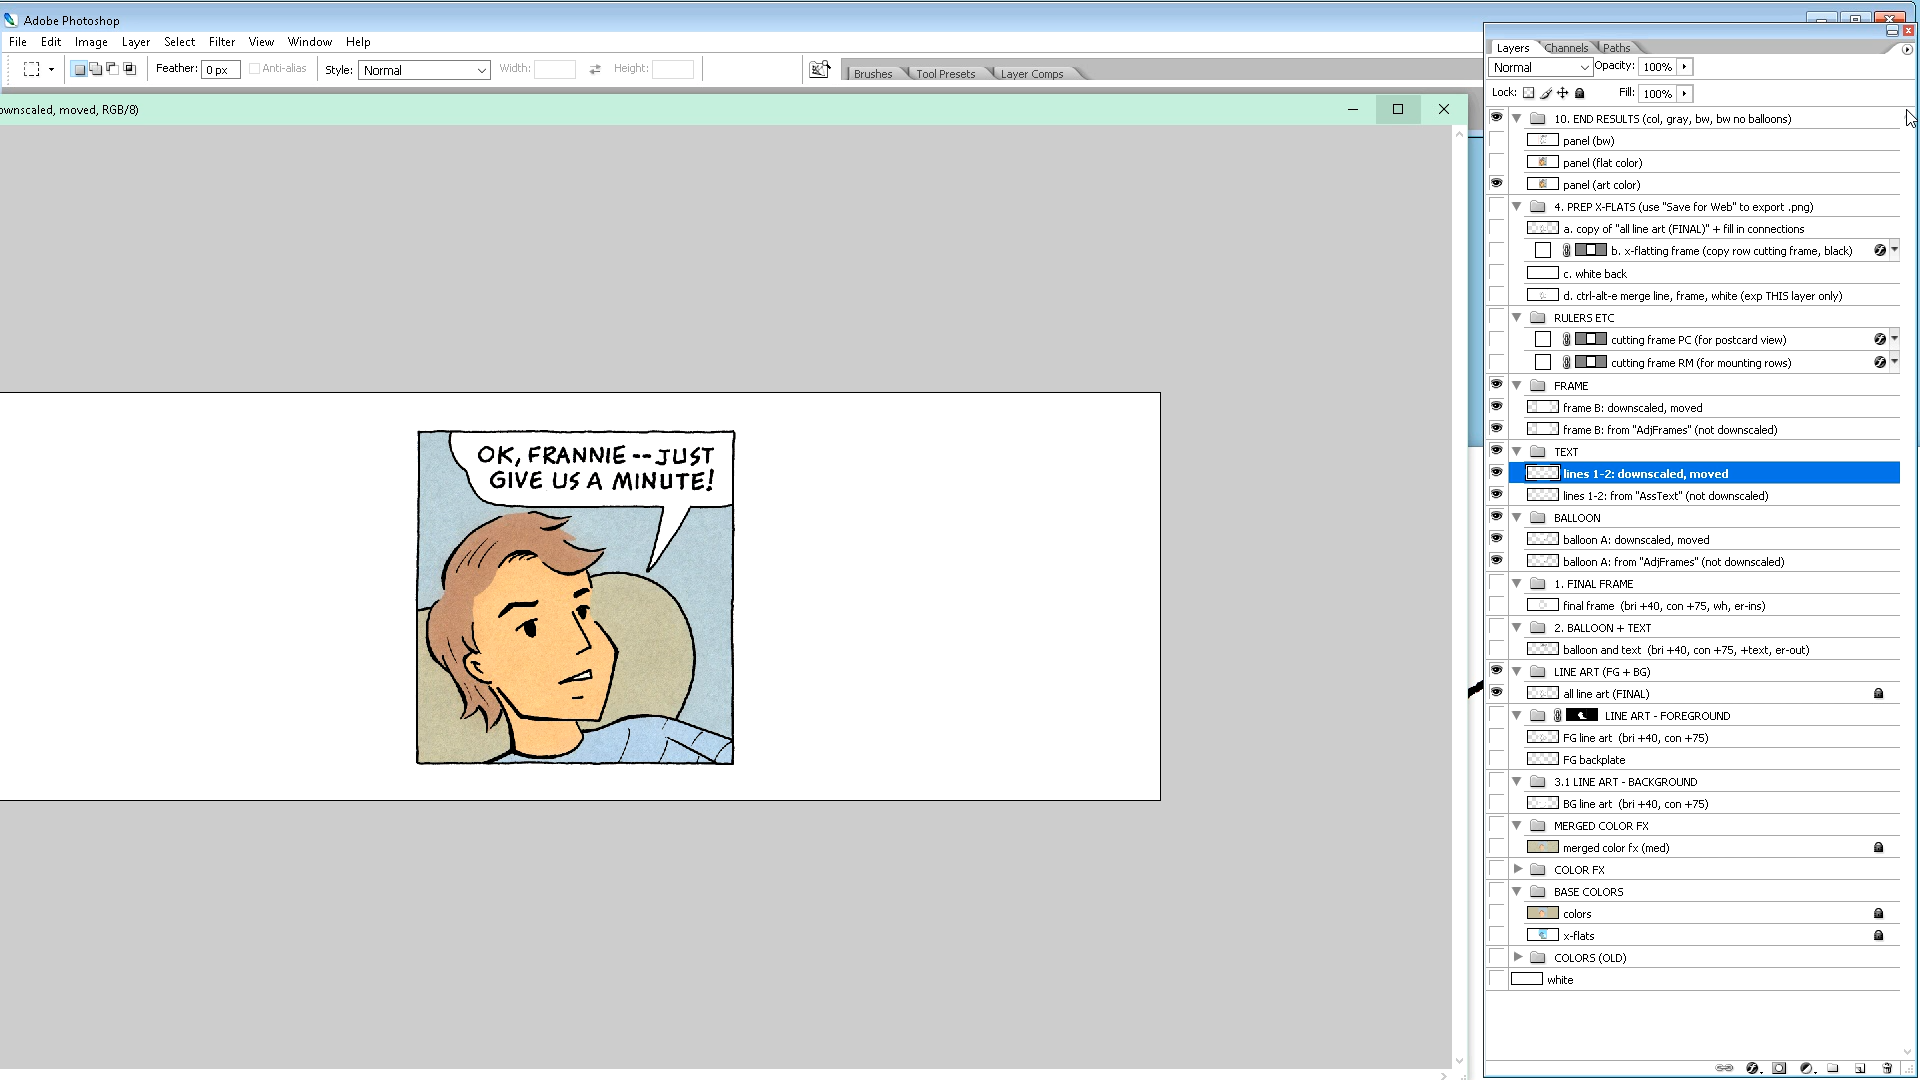 Adobe Photoshop
File Edit Image Layer Select Filter View Window Help
Feather: 0 px Anti-alias Style: Normal Width: Height: Brushes Tool Presets Layer Comps
ownscaled, moved, RGB/8)
OK, FRANNIE -- JUST
GIVE US A MINUTE!
Layers Channels Paths
Normal Opacity: 100%
Lock: Fill: 100%
10. END RESULTS (col, gray, bw, bw no balloons)
panel (bw)
panel (flat color)
panel (art color)
4. PREP X-FLATS (use "Save for Web" to export .png)
a. copy of "all line art (FINAL)" + fill in connections
b. x-flatting frame (copy row cutting frame, black)
c. white back
d. ctrl-alt-e merge line, frame, white (exp THIS layer only)
RULERS ETC
cutting frame PC (for postcard view)
cutting frame RM (for mounting rows)
FRAME
frame B: downscaled, moved
frame B: from "AdjFrames" (not downscaled)
TEXT
lines 1-2: downscaled, moved
lines 1-2: from "AssText" (not downscaled)
BALLOON
balloon A: downscaled, moved
balloon A: from "AdjFrames" (not downscaled)
1. FINAL FRAME
final frame (bri +40, con +75, wh, er-ins)
2. BALLOON + TEXT
balloon and text (bri +40, con +75, +text, er-out)
LINE ART (FG + BG)
all line art (FINAL)
LINE ART - FOREGROUND
FG line art (bri +40, con +75)
FG backplate
3.1 LINE ART - BACKGROUND
BG line art (bri +40, con +75)
MERGED COLOR FX
merged color fx (med)
COLOR FX
BASE COLORS
colors
x-flats
COLORS (OLD)
white